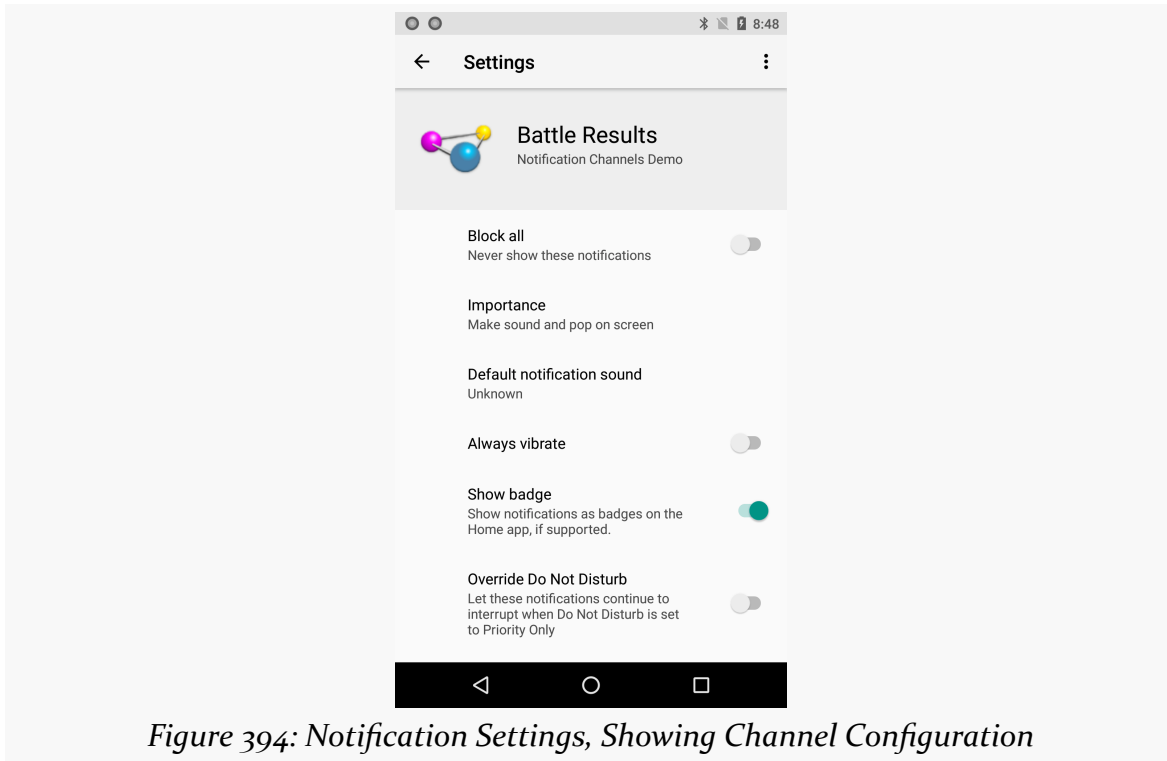 8:48
Settings
Battle Results
Notification Channels Demo
Block all
Never show these notifications
Importance
Make sound and pop on screen
Default notification sound
Unknown
Always vibrate
Show badge
Show notifications as badges on the
Home app, if supported.
Override Do Not Disturb
Let these notifications continue to
interrupt when Do Not Disturb is set
to Priority Only
Figure 394: Notification Settings, Showing Channel Configuration